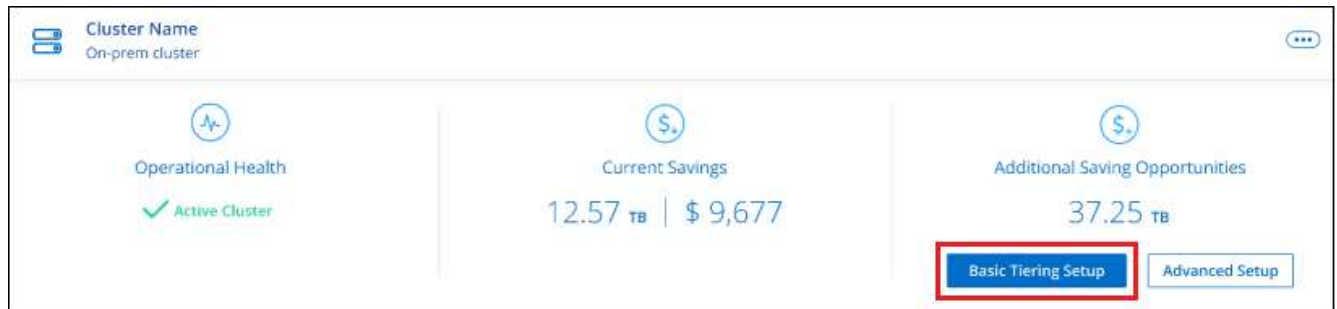 Cluster Name
On-prem cluster
Operational Health
Active Cluster
Current Savings
12.57 TB | $ 9,677
Additional Saving Opportunities
37.25 TB
Basic Tiering Setup
Advanced Setup